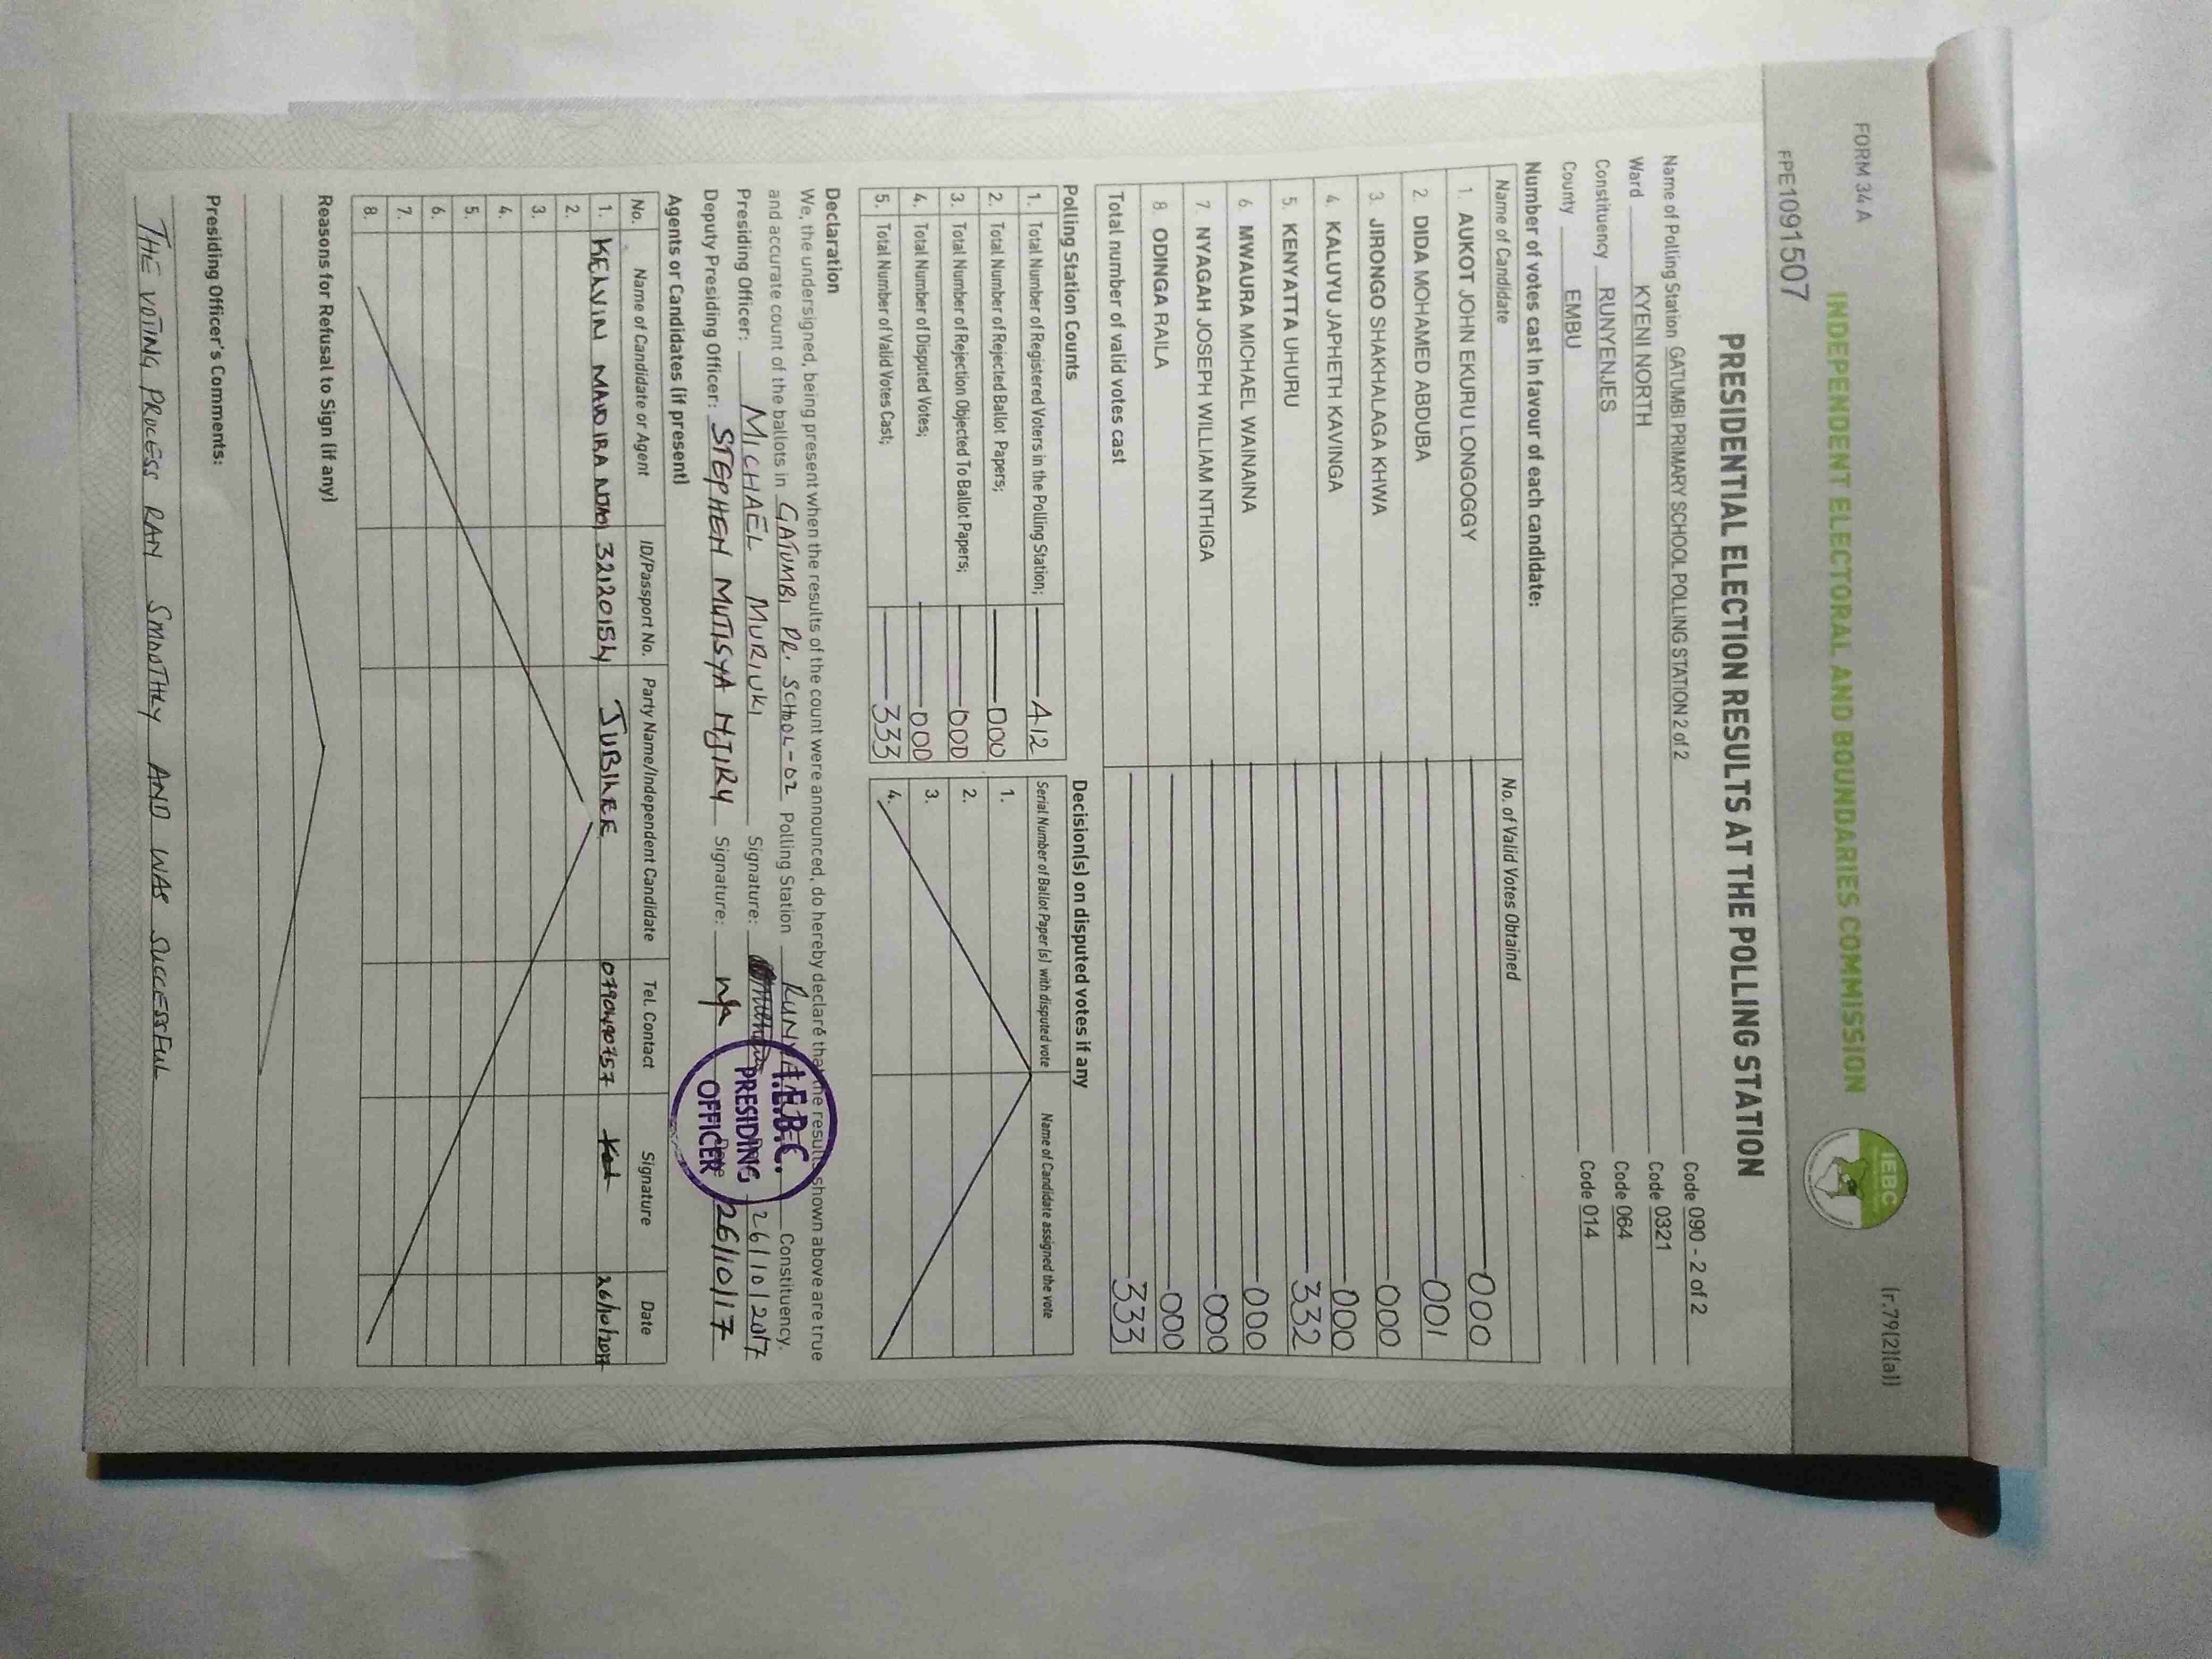 FORM 34 A
(r.79(2)(a))
INDEPENDENT ELECTORAL AND BOUNDARIES COMMISSION
IEBC
FPE1091507
PRESIDENTIAL ELECTION RESULTS AT THE POLLING STATION
Name of Polling Station GATUMBI PRIMARY SCHOOL POLLING STATION 2 of 2 Code 090 - 2 of 2
Ward KYENI NORTH Code 0321
Constituency RUNYENJES Code 064
County EMBU Code 014
Number of votes cast in favour of each candidate:
Name of Candidate No. of Valid Votes Obtained
1. AUKOT JOHN EKURU LONGOGGY 000
2. DIDA MOHAMED ABDUBA 001
3. JIRONGO SHAKHALAGA KHWA 000
4. KALUYU JAPHETH KAVINGA 000
5. KENYATTA UHURU 332
6. MWAURA MICHAEL WAINAINA 000
7. NYAGAH JOSEPH WILLIAM NTHIGA 000
8. ODINGA RAILA 000
Total number of valid votes cast 333
Polling Station Counts
1. Total Number of Registered Voters in the Polling Station; 412
2. Total Number of Rejected Ballot Papers; 000
3. Total Number of Rejection Objected To Ballot Papers; 000
4. Total Number of Disputed Votes; 000
5. Total Number of Valid Votes Cast; 333
Decision(s) on disputed votes if any
Serial Number of Ballot Paper (s) with disputed vote Name of Candidate assigned the vote
1.
2.
3.
4.
Declaration
We, the undersigned, being present when the results of the count were announced, do hereby declare that the results shown above are true
and accurate count of the ballots in GATUMBI PR. SCHOOL-02 Polling Station Constituency.
Presiding Officer: MICHAEL MURIUKI Signature: 26/10/2017
Deputy Presiding Officer: STEPHEN MUTISYA Signature: 26/10/17
I.E.B.C.
PRESIDING
OFFICER
Agents or Candidates (if present)
No. Name of Candidate or Agent ID/Passport No. Party Name/Independent Candidate Tel. Contact Signature Date
1. KELVIN 32120154 0790490757 26/10/2017
2.
3.
4.
5.
6.
7.
8.
Reasons for Refusal to Sign (if any)
Presiding Officer's Comments:
THE VOTING PROCESS RAN SMOOTHLY AND WAS SUCCESSFUL